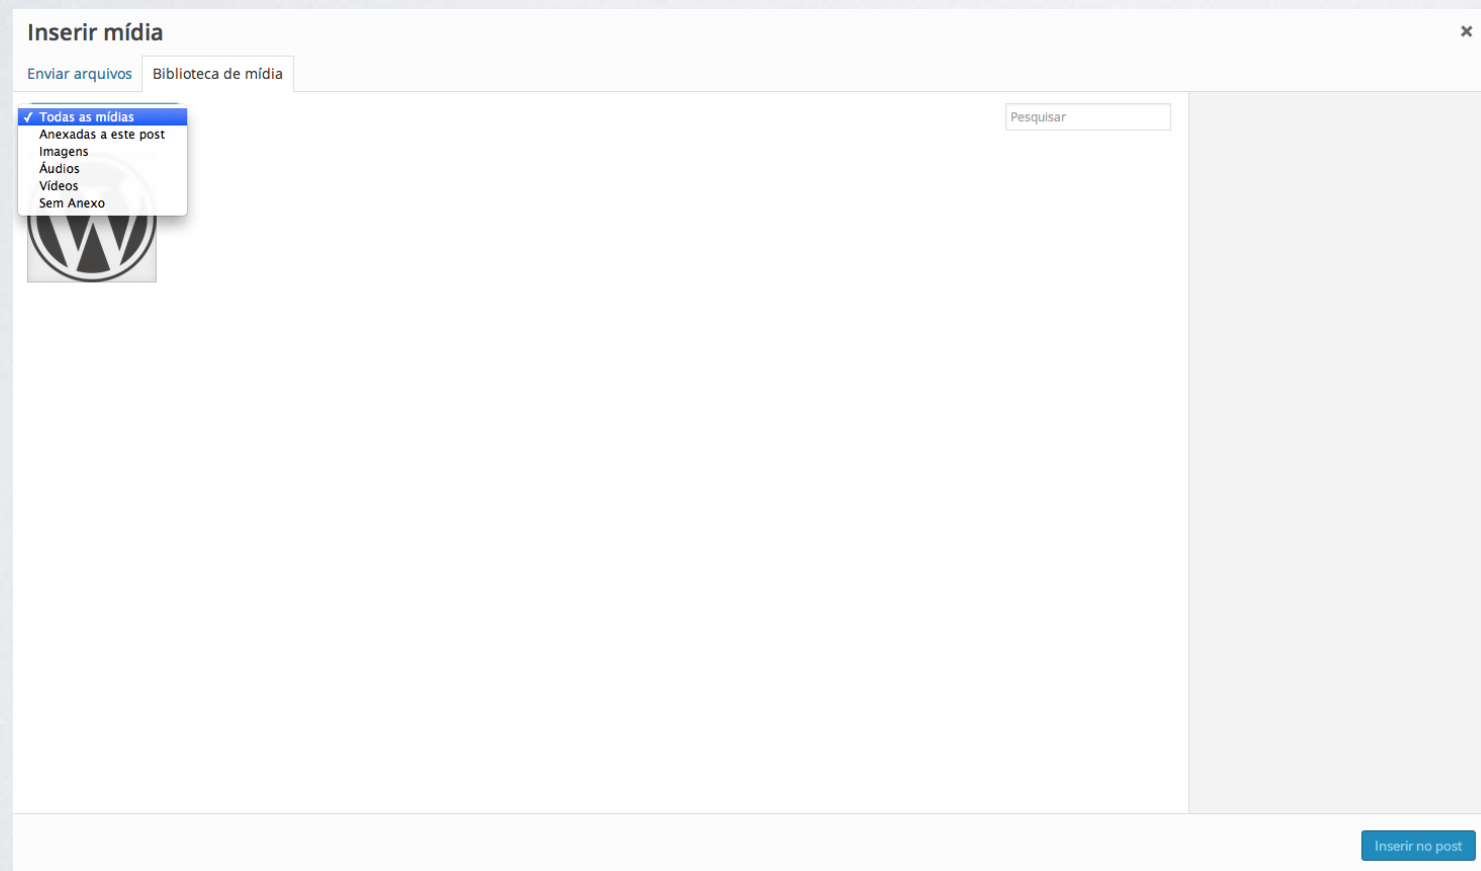 Inserir mídia
Enviar arquivos
Biblioteca de mídia
✓ Todas as mídias
Anexadas a este post
Imagens
Áudios
Vídeos
Sem Anexo
Pesquisar
Inserir no post